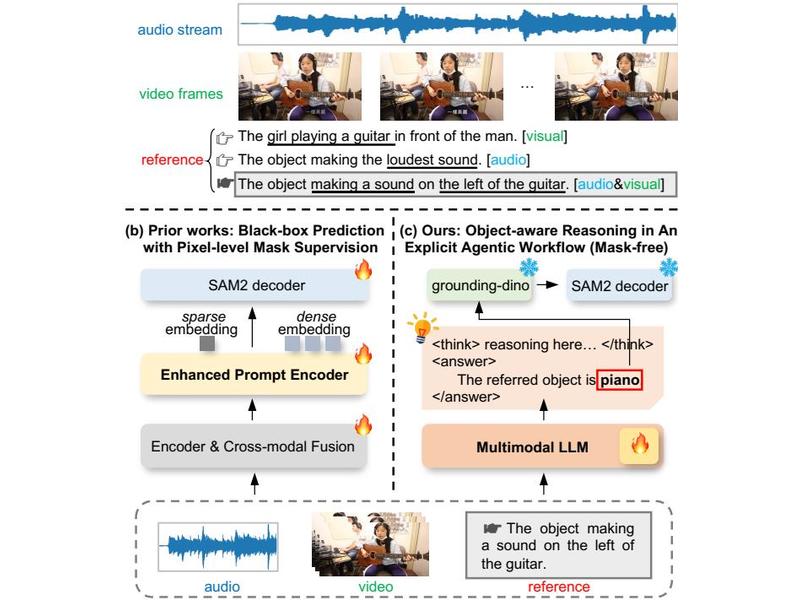 audio stream
video frames
...
reference
The girl playing a guitar in front of the man. [visual]
The object making the loudest sound. [audio]
The object making a sound on the left of the guitar. [audio&visual]
(b) Prior works: Black-box Prediction
with Pixel-level Mask Supervision
SAM2 decoder
sparse
embedding
dense
embedding
Enhanced Prompt Encoder
Encoder & Cross-modal Fusion
(c) Ours: Object-aware Reasoning in An
Explicit Agentic Workflow (Mask-free)
grounding-dino
SAM2 decoder
<think> reasoning here... </think>
<answer>
The referred object is piano
</answer>
Multimodal LLM
audio
video
The object making
a sound on the left of
the guitar.
reference